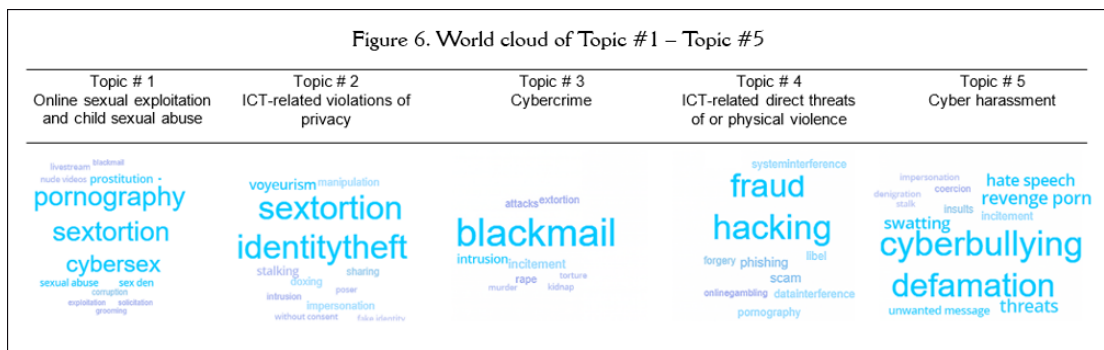 Figure 6. World cloud of Topic #1 – Topic #5
Topic # 1
Online sexual exploitation
and child sexual abuse
Topic # 2
ICT-related violations of
privacy
Topic # 3
Cybercrime
Topic # 4
ICT-related direct threats
of or physical violence
Topic # 5
Cyber harassment
livestream blackmail
nude videos prostitution -
pornography
sextortion
cybersex
sexual abuse sex den
corruption
exploitation solicitation
grooming
voyeurism manipulation
sextortion
identitytheft
stalking sharing
doxing
poser
intrusion
impersonation
without consent fake identity
attacks extortion
blackmail
intrusion incitement
rape torture
murder kidnap
systeminterference
fraud
hacking
forgery phishing libel
scam
onlinegambling datainterference
pornography
impersonation hate speech
denigration coercion revenge porn
stalk insults incitement
swatting
cyberbullying
defamation
unwanted message threats